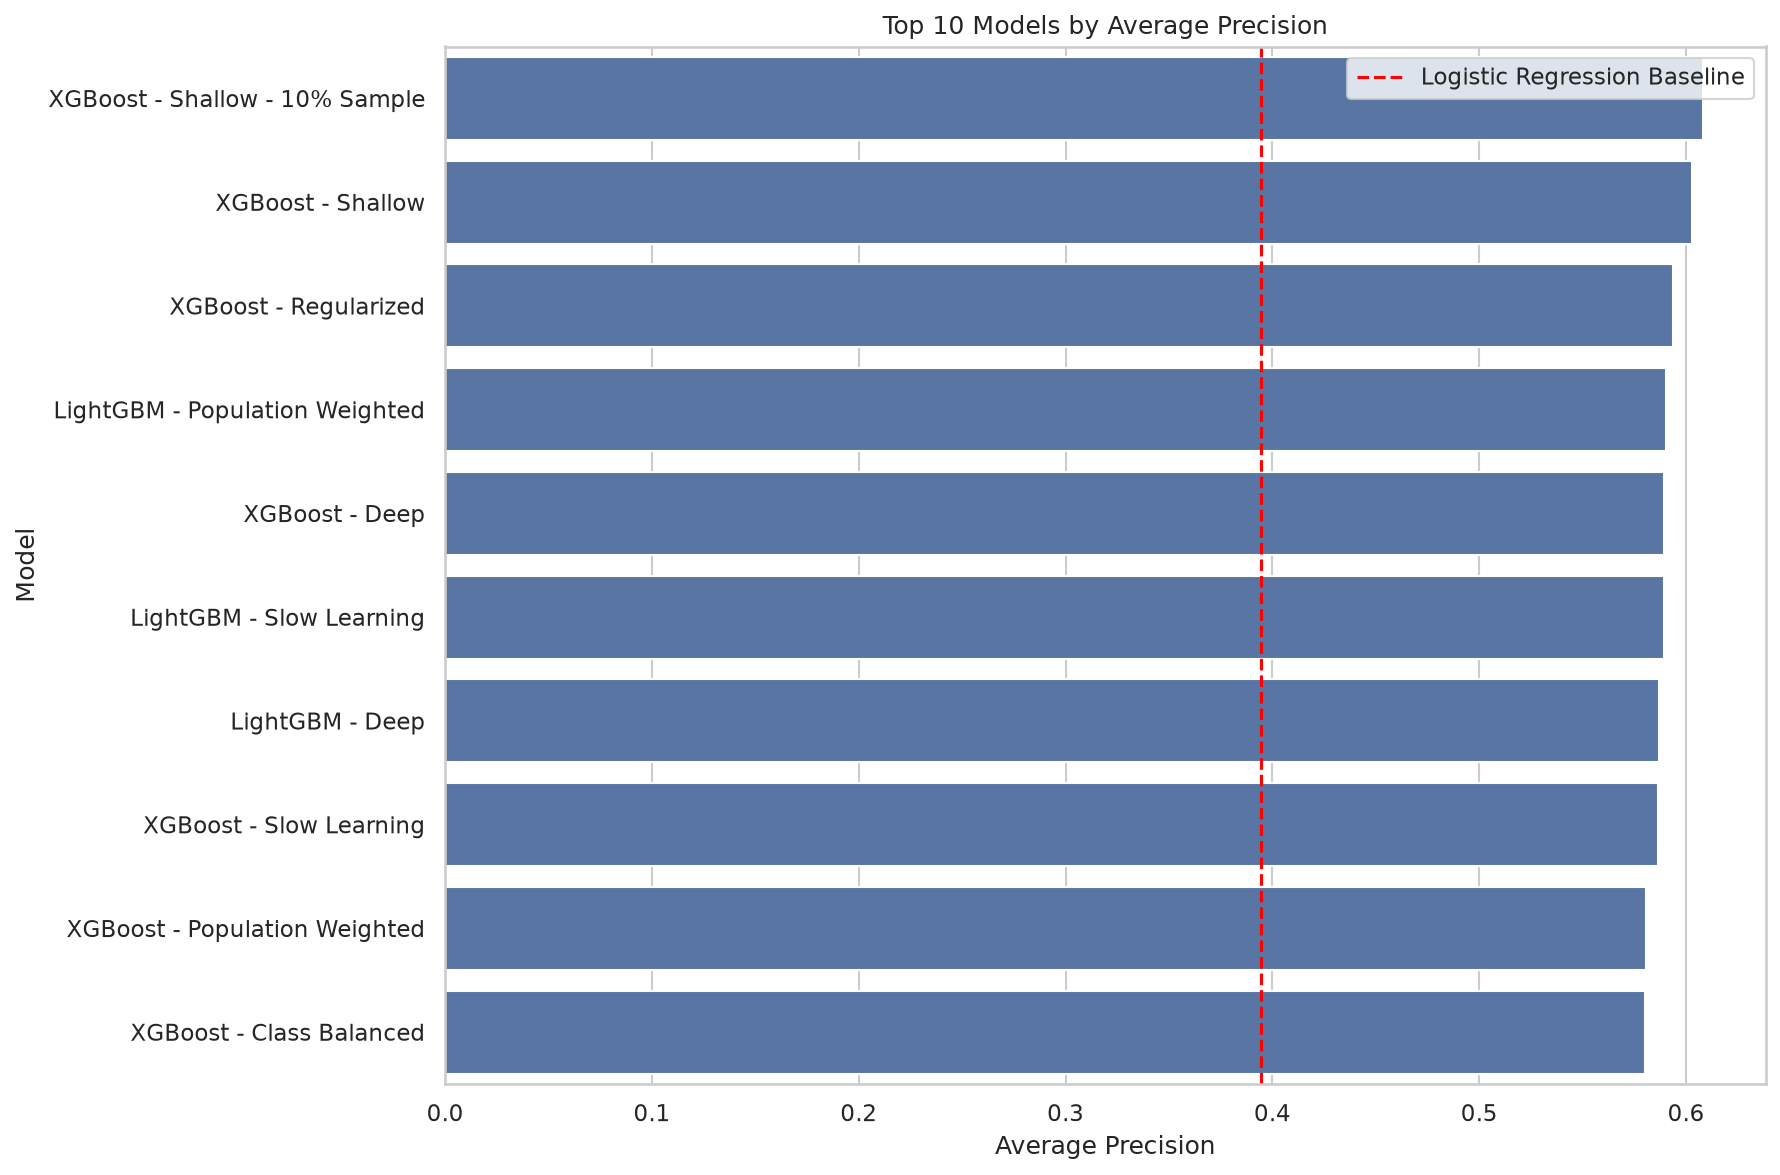 Top 10 Models by Average Precision
Logistic Regression Baseline
XGBoost - Shallow - 10% Sample
XGBoost - Shallow
XGBoost - Regularized
LightGBM - Population Weighted
XGBoost - Deep
LightGBM - Slow Learning
LightGBM - Deep
XGBoost - Slow Learning
XGBoost - Population Weighted
XGBoost - Class Balanced
Model
0.0 0.1 0.2 0.3 0.4 0.5 0.6
Average Precision